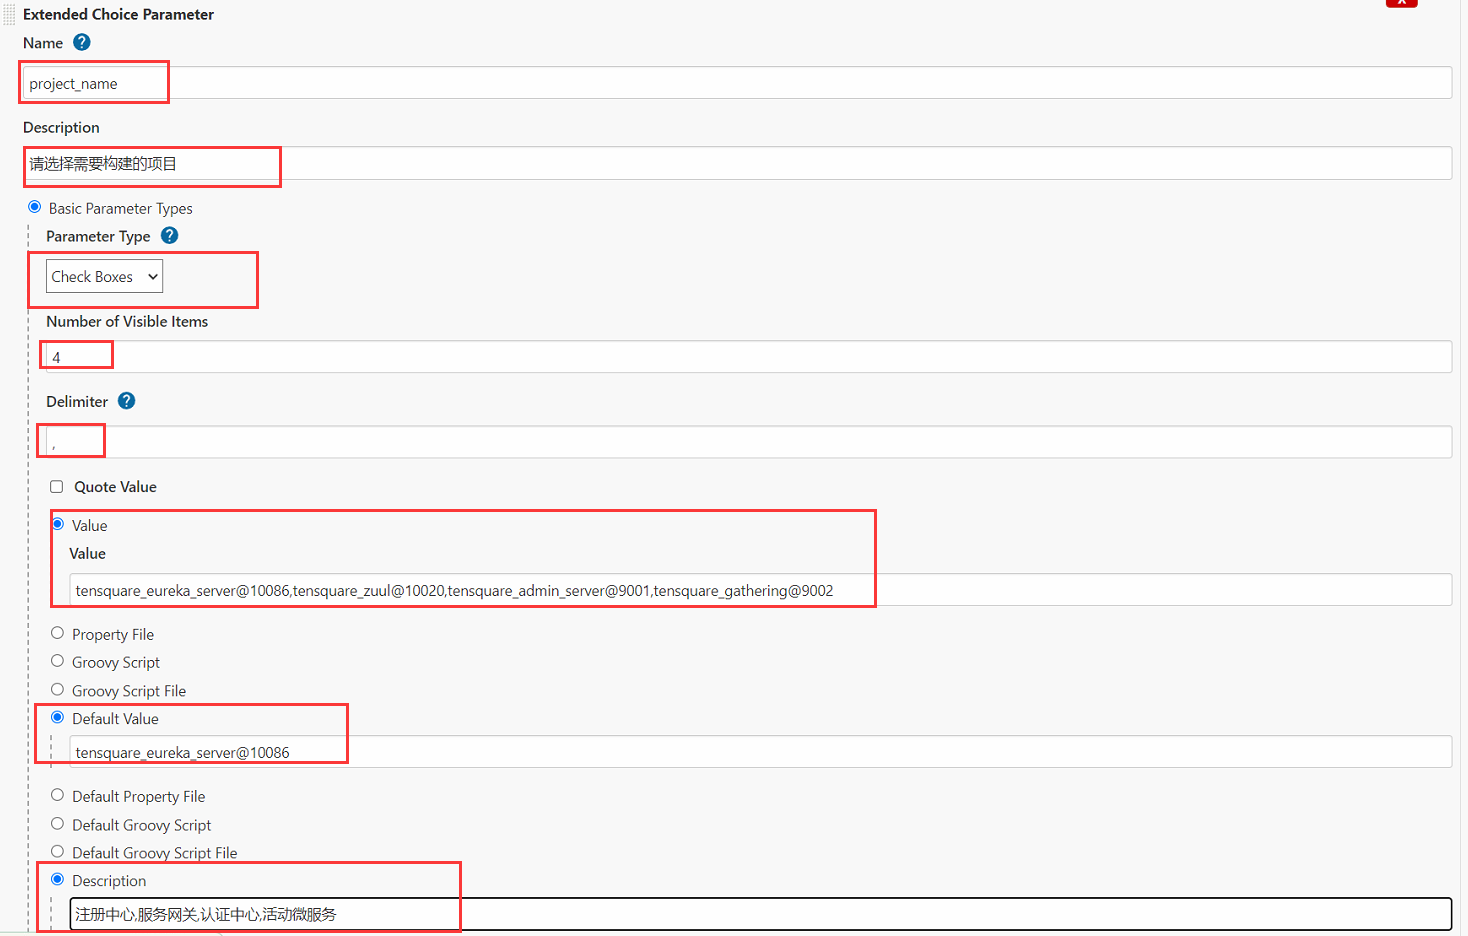 Extended Choice Parameter
Name ?
project_name
Description
请选择需要构建的项目
Basic Parameter Types
Parameter Type ?
Check Boxes
Number of Visible Items
4
Delimiter ?
,
Quote Value
Value
Value
tensquare_eureka_server@10086,tensquare_zuul@10020,tensquare_admin_server@9001,tensquare_gathering@9002
Property File
Groovy Script
Groovy Script File
Default Value
tensquare_eureka_server@10086
Default Property File
Default Groovy Script
Default Groovy Script File
Description
注册中心,服务网关,认证中心,活动微服务